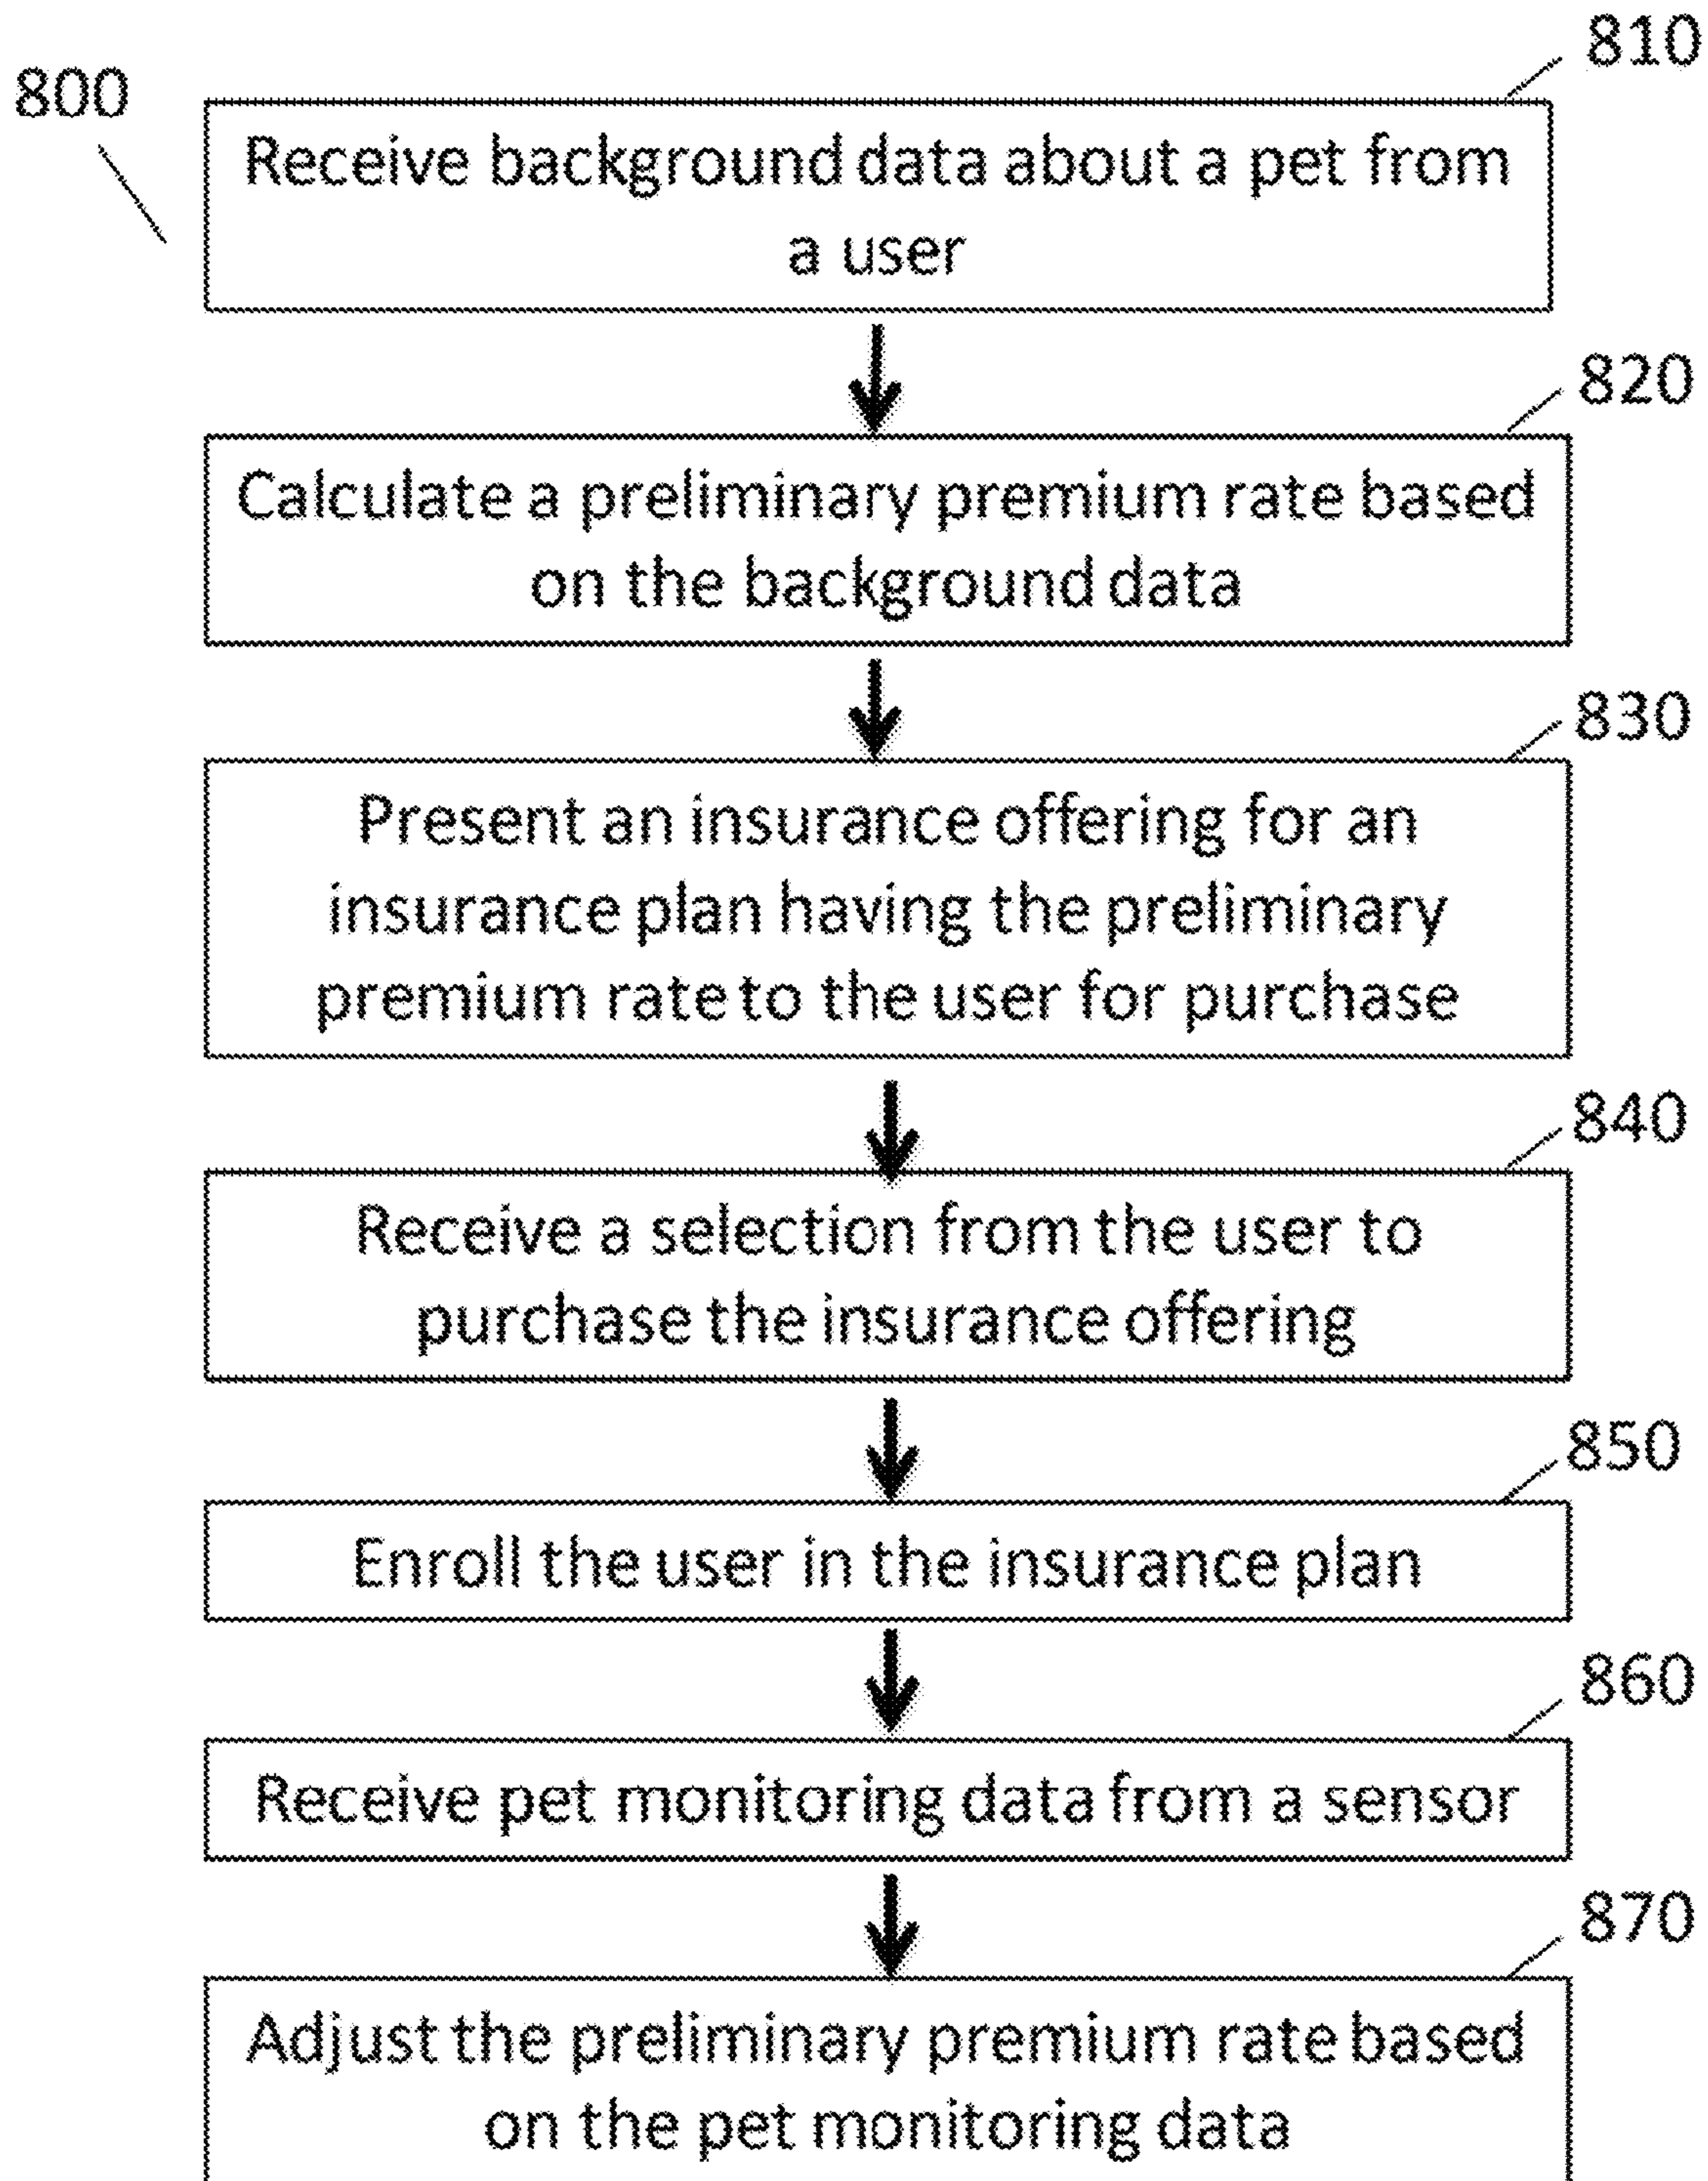 810
800
Receive background data about a pet from
a user
820
Calculate a preliminary premium rate based
on the background data
830
Present an insurance offering for an
insurance plan having the preliminary
premium rate to the user for purchase
840
Receive a selection from the user to
purchase the insurance offering
850
Enroll the user in the insurance plan
860
Receive pet monitoring data from a sensor
870
Adjust the preliminary premium rate based
on the pet monitoring data